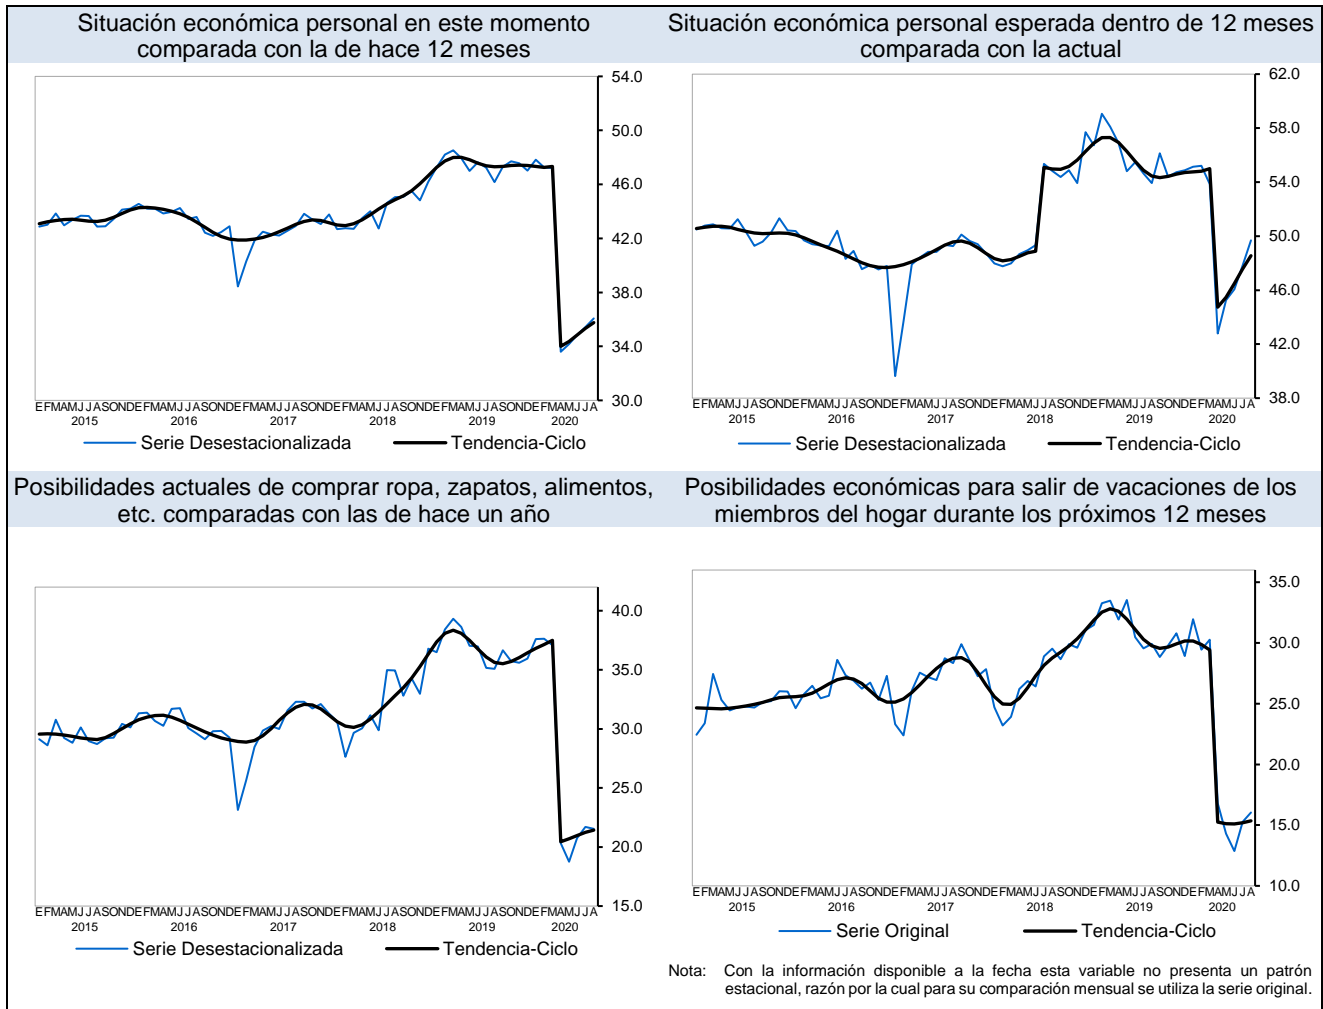 Situación económica personal en este momento
comparada con la de hace 12 meses
54.0
50.0
46.0
42.0
38.0
34.0
30.0
EFMAMJJASONDEFMAMJJASONDEFMAMJJASONDEFMAMJJASONDEFMAMJJASONDEFMAMJJA
2015 2016 2017 2018 2019 2020
Serie Desestacionalizada Tendencia-Ciclo
Situación económica personal esperada dentro de 12 meses
comparada con la actual
62.0
58.0
54.0
50.0
46.0
42.0
38.0
EFMAMJJASONDEFMAMJJASONDEFMAMJJASONDEFMAMJJASONDEFMAMJJASONDEFMAMJJA
2015 2016 2017 2018 2019 2020
Serie Desestacionalizada Tendencia-Ciclo
Posibilidades actuales de comprar ropa, zapatos, alimentos,
etc. comparadas con las de hace un año
40.0
35.0
30.0
25.0
20.0
15.0
EFMAMJJASONDEFMAMJJASONDEFMAMJJASONDEFMAMJJASONDEFMAMJJASONDEFMAMJJA
2015 2016 2017 2018 2019 2020
Serie Desestacionalizada Tendencia-Ciclo
Posibilidades económicas para salir de vacaciones de los
miembros del hogar durante los próximos 12 meses
35.0
30.0
25.0
20.0
15.0
10.0
EFMAMJJASONDEFMAMJJASONDEFMAMJJASONDEFMAMJJASONDEFMAMJJASONDEFMAMJJA
2015 2016 2017 2018 2019 2020
Serie Original Tendencia-Ciclo
Nota: Con la información disponible a la fecha esta variable no presenta un patrón
estacional, razón por la cual para su comparación mensual se utiliza la serie original.